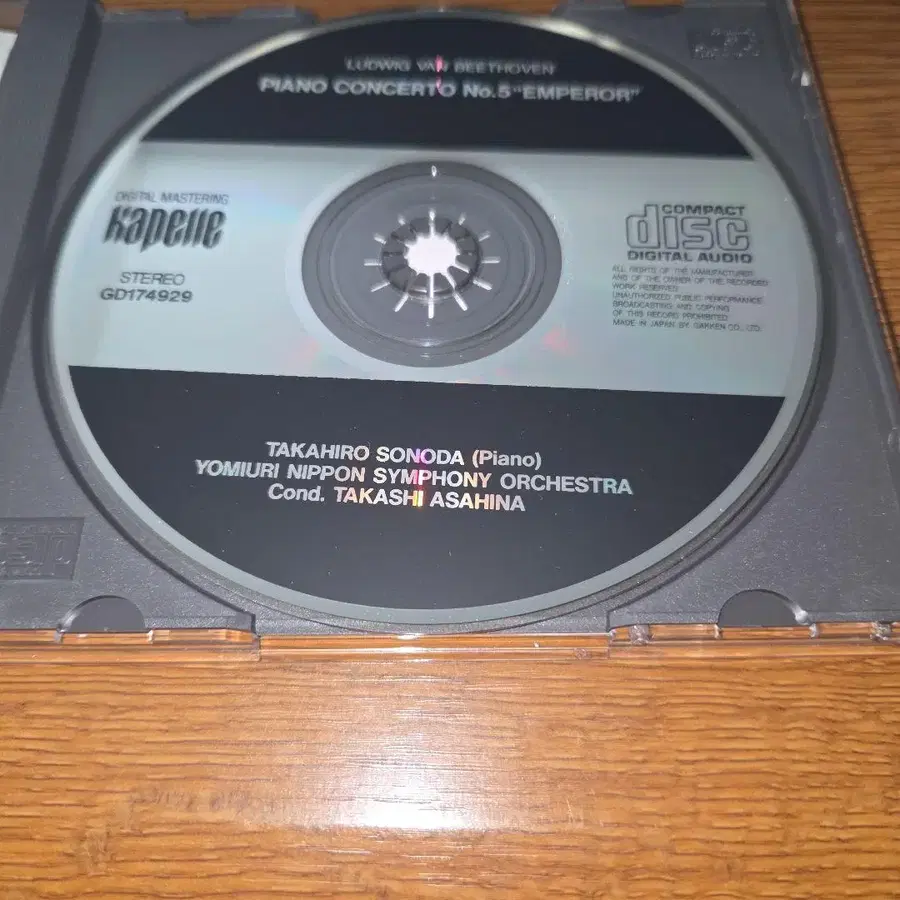 LUDWIG VAN BEETHOVEN
PIANO CONCERTO No.5 "EMPEROR"
DIGITAL MASTERING
Kapelle
STEREO
GD174929
COMPACT
disc
DIGITAL AUDIO
ALL RIGHTS OF THE MANUFACTURER
AND OF THE OWNER OF THE RECORDED
WORK RESERVED
UNAUTHORIZED PUBLIC PERFORMANCE
BROADCASTING AND COPYING
OF THIS RECORD PROHIBITED
MADE IN JAPAN BY GAKKEN CO., LTD.
TAKAHIRO SONODA (Piano)
YOMIURI NIPPON SYMPHONY ORCHESTRA
Cond. TAKASHI ASAHINA